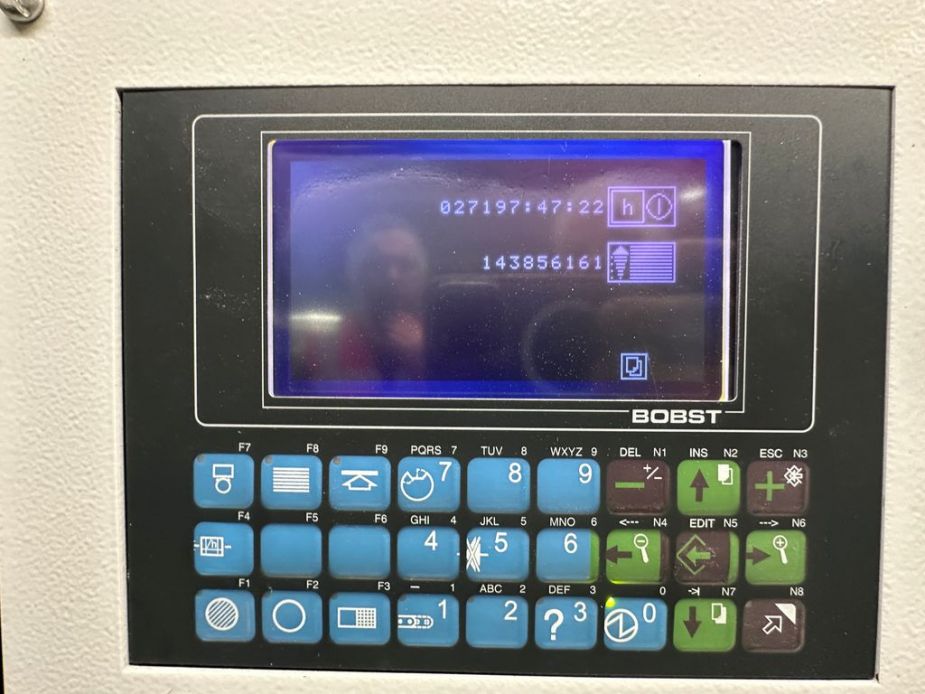 027197:47:22 h
143856161
BOBST
F7 F8 F9 PQRS 7 TUV 8 WXYZ 9 DEL N1 INS N2 ESC N3
7 8 9 +/-
F4 F5 F6 GHI 4 JKL 5 MNO 6 <--- N4 EDIT N5 ---> N6
4 5 6
F1 F2 F3 – 1 ABC 2 DEF 3 0 N7 N8
1 2 ? 3 0